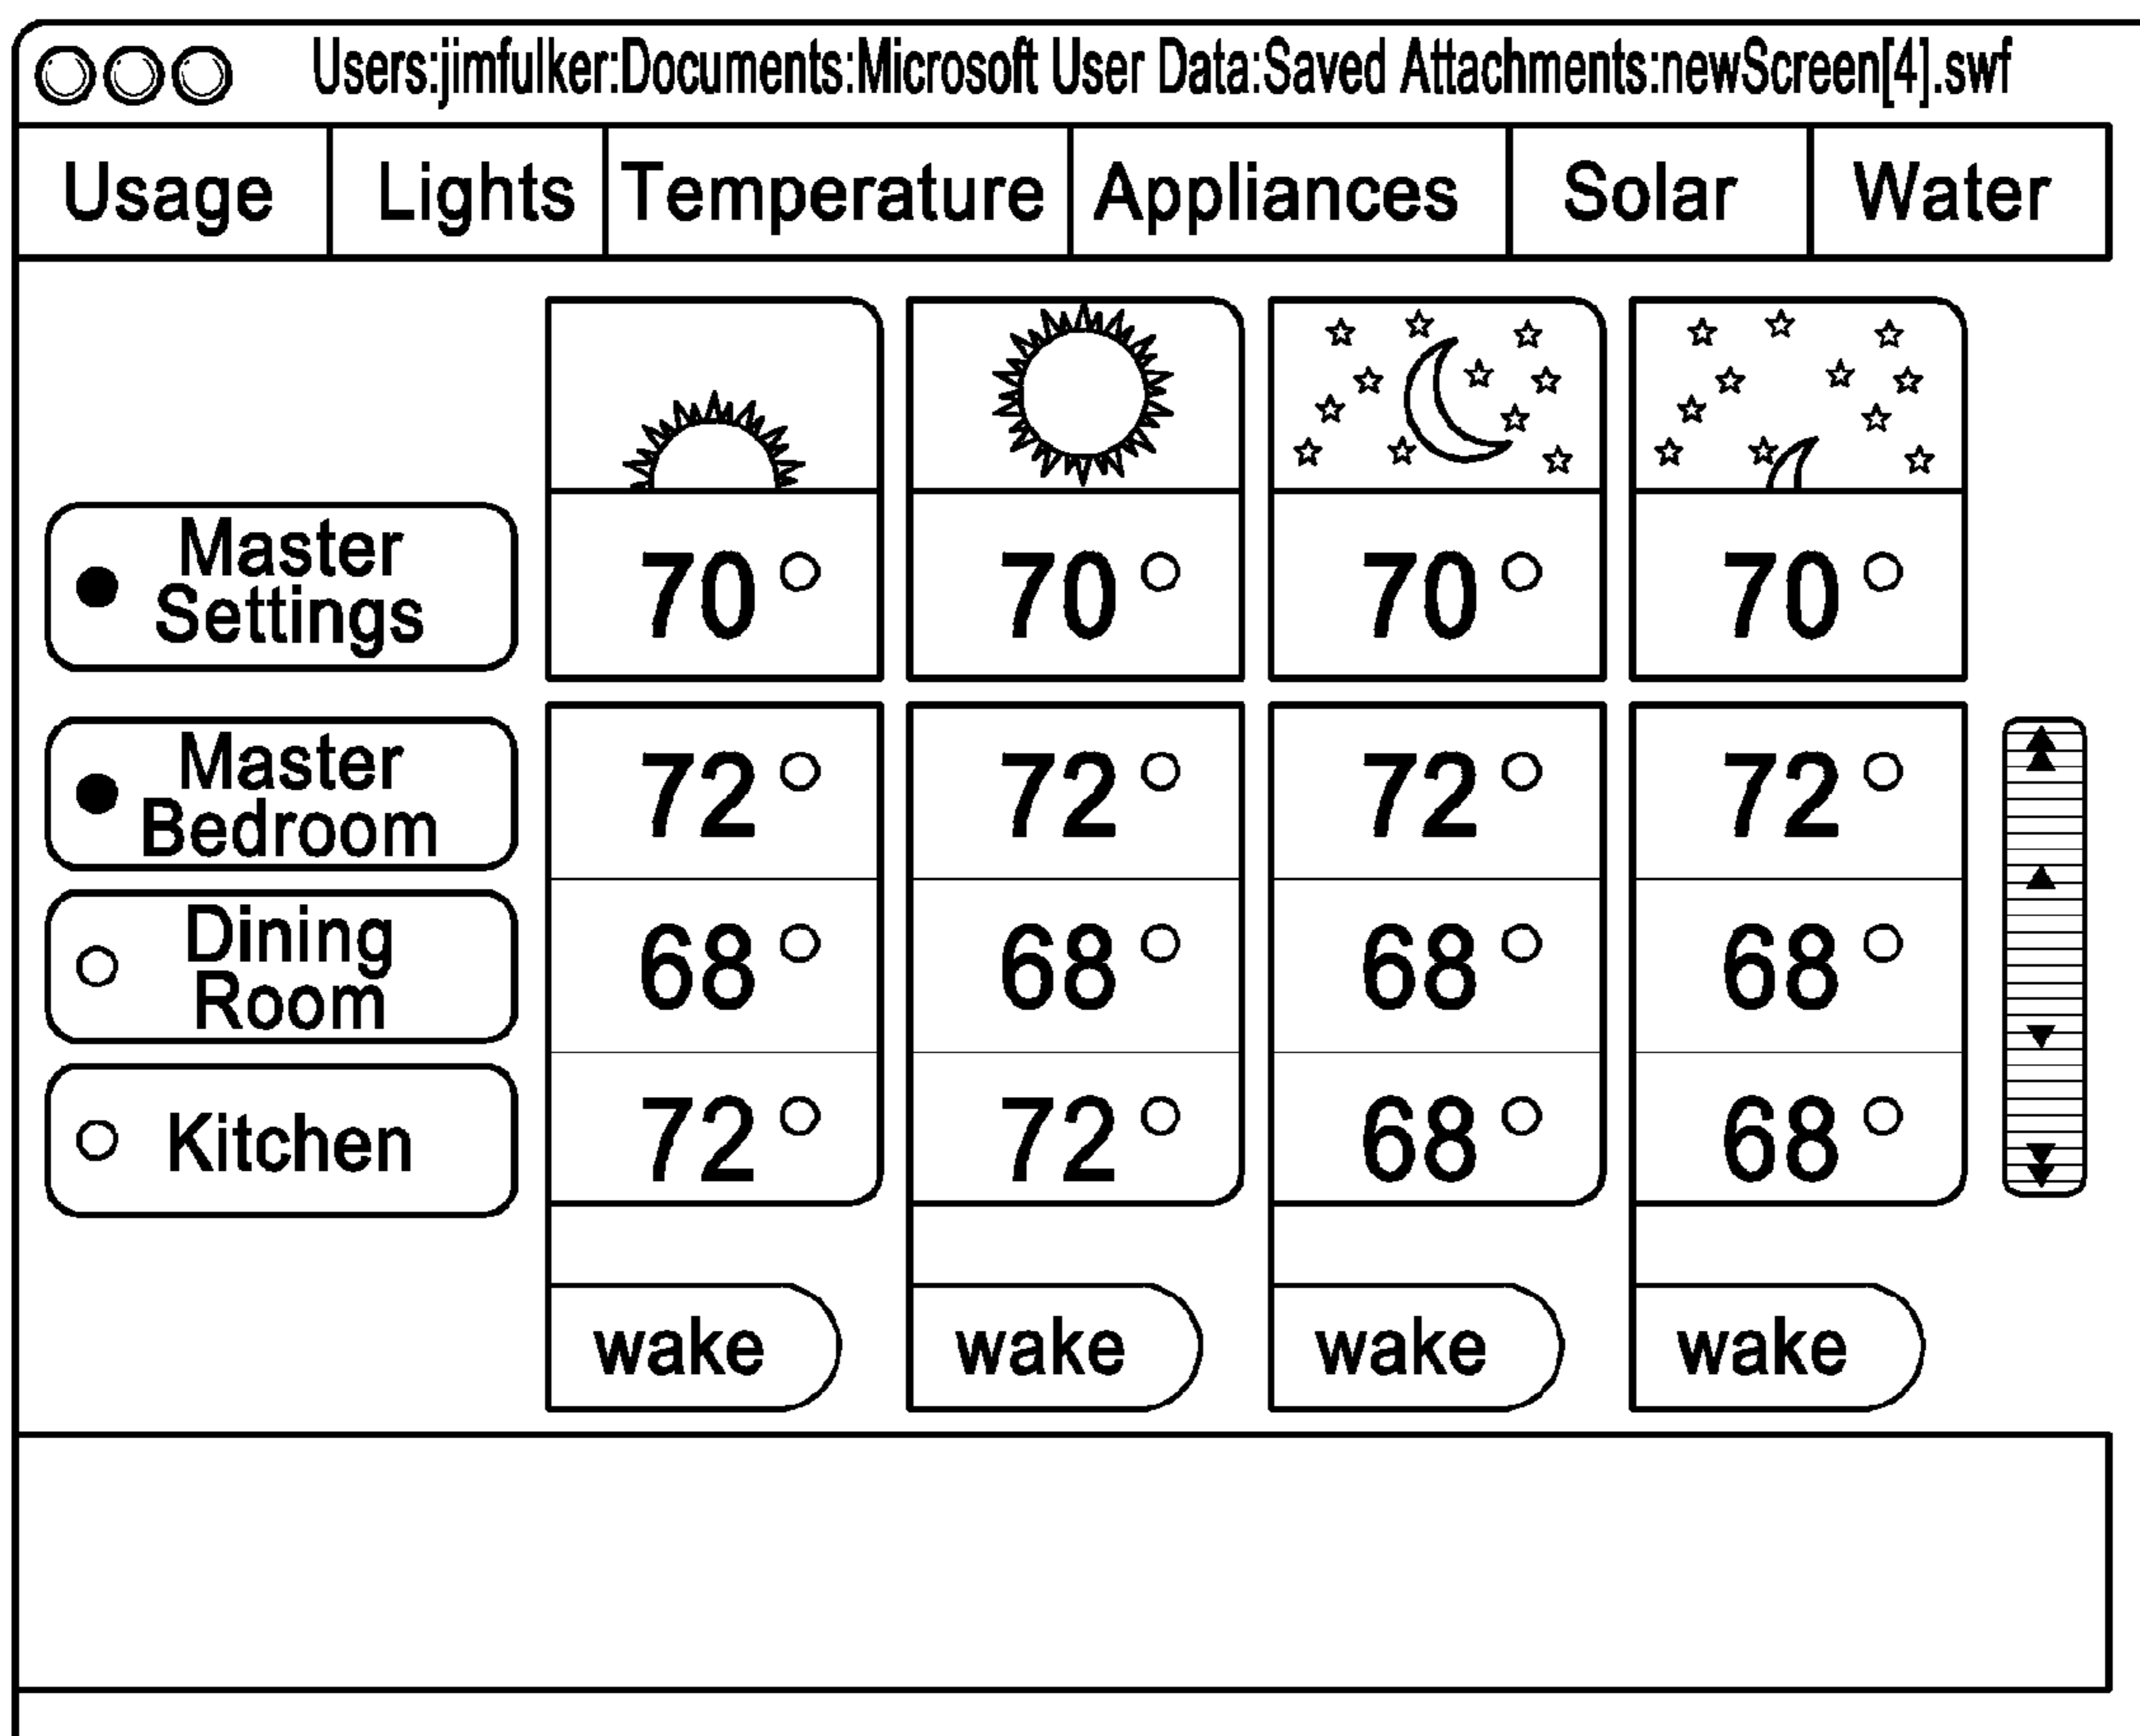 Users:jimfulker:Documents:Microsoft User Data:Saved Attachments:newScreen[4].swf
Usage Lights Temperature Appliances Solar Water
Master
Settings
70° 70° 70° 70°
Master
Bedroom
72° 72° 72° 72°
Dining
Room
68° 68° 68° 68°
Kitchen
72° 72° 68° 68°
wake wake wake wake